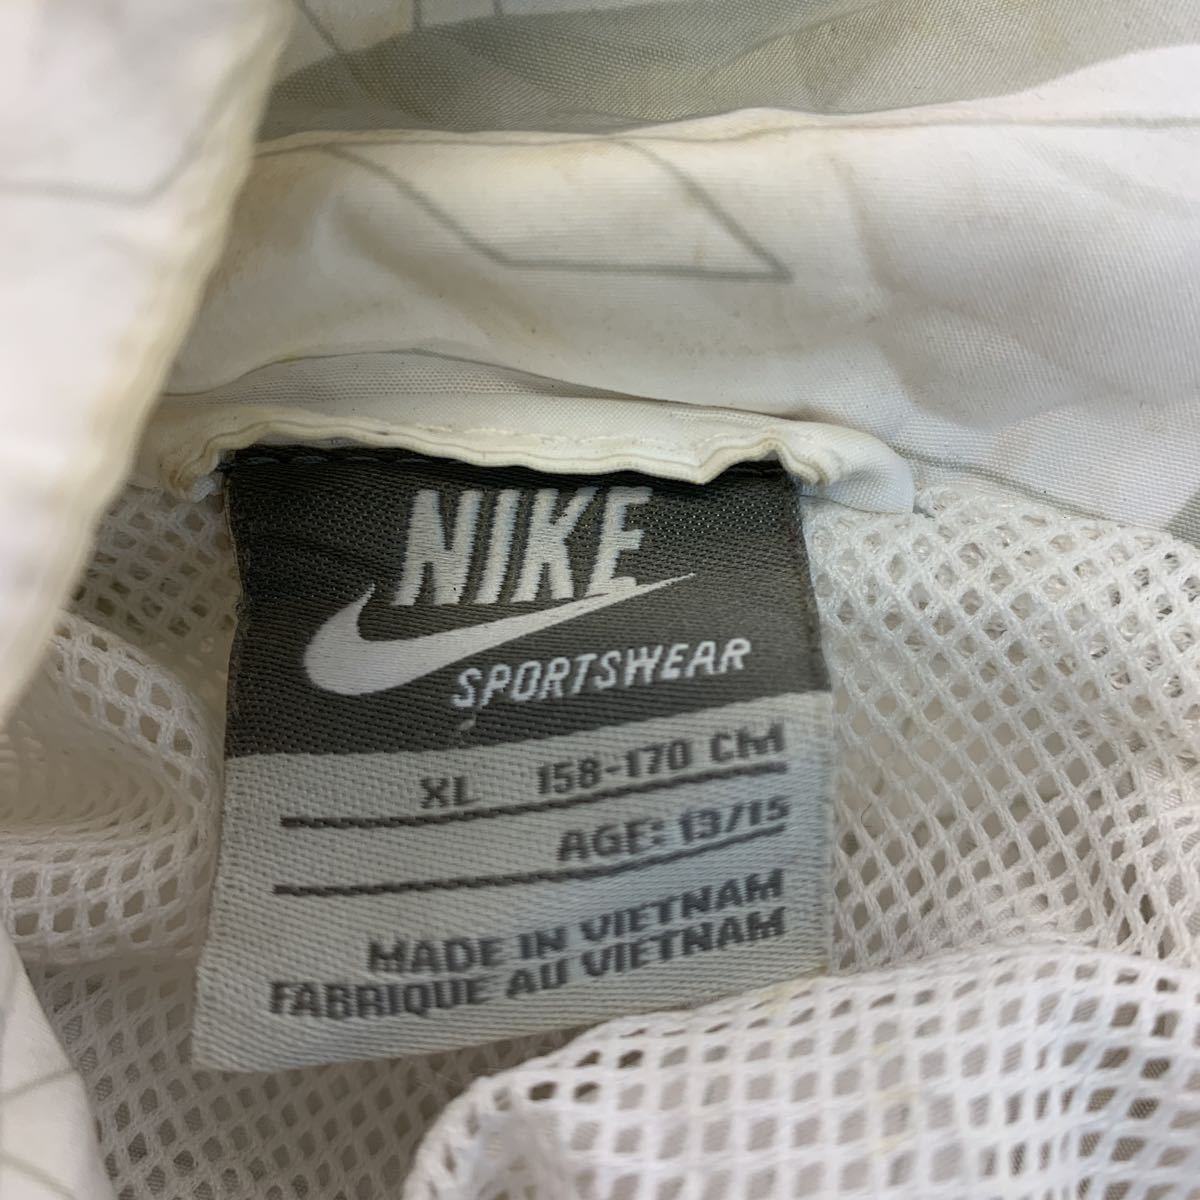 NIKE
SPORTSWEAR
XL 158-170 CM
AGE: 13/15
MADE IN VIETNAM
FABRIQUE AU VIETNAM